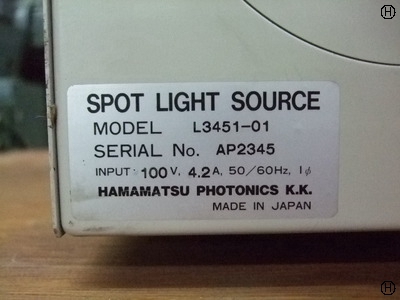 H
SPOT LIGHT SOURCE
MODEL L3451-01
SERIAL No. AP2345
INPUT: 100V, 4.2A, 50/60Hz, 1φ
HAMAMATSU PHOTONICS K.K.
MADE IN JAPAN
H